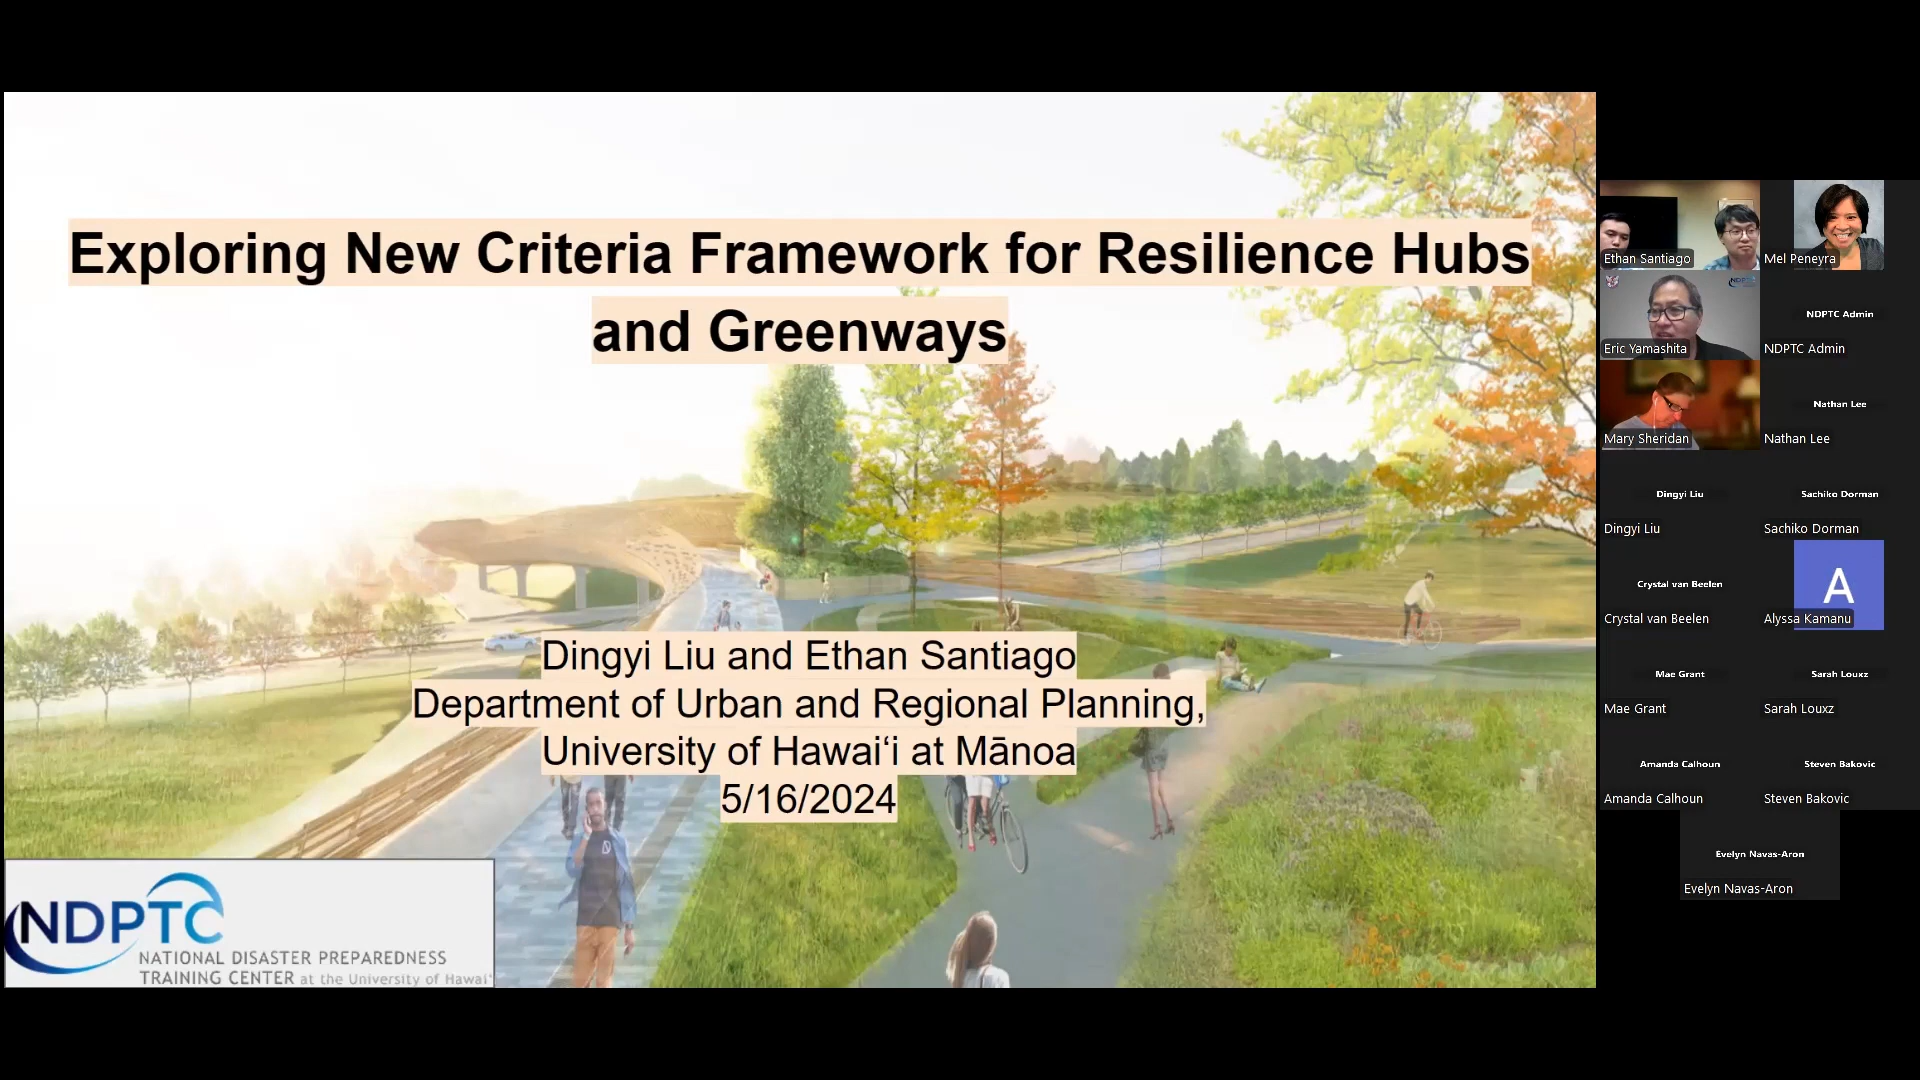 Exploring New Criteria Framework for Resilience Hubs
and Greenways
Dingyi Liu and Ethan Santiago
Department of Urban and Regional Planning,
University of Hawaiʻi at Mānoa
5/16/2024
NDPTC
NATIONAL DISASTER PREPAREDNESS
TRAINING CENTER at the University of Hawaiʻ
Ethan Santiago
Mel Peneyra
Eric Yamashita
NDPTC Admin
NDPTC Admin
Mary Sheridan
Nathan Lee
Nathan Lee
Dingyi Liu
Dingyi Liu
Sachiko Dorman
Sachiko Dorman
Crystal van Beelen
Crystal van Beelen
A
Alyssa Kamanu
Mae Grant
Mae Grant
Sarah Louxz
Sarah Louxz
Amanda Calhoun
Amanda Calhoun
Steven Bakovic
Steven Bakovic
Evelyn Navas-Aron
Evelyn Navas-Aron